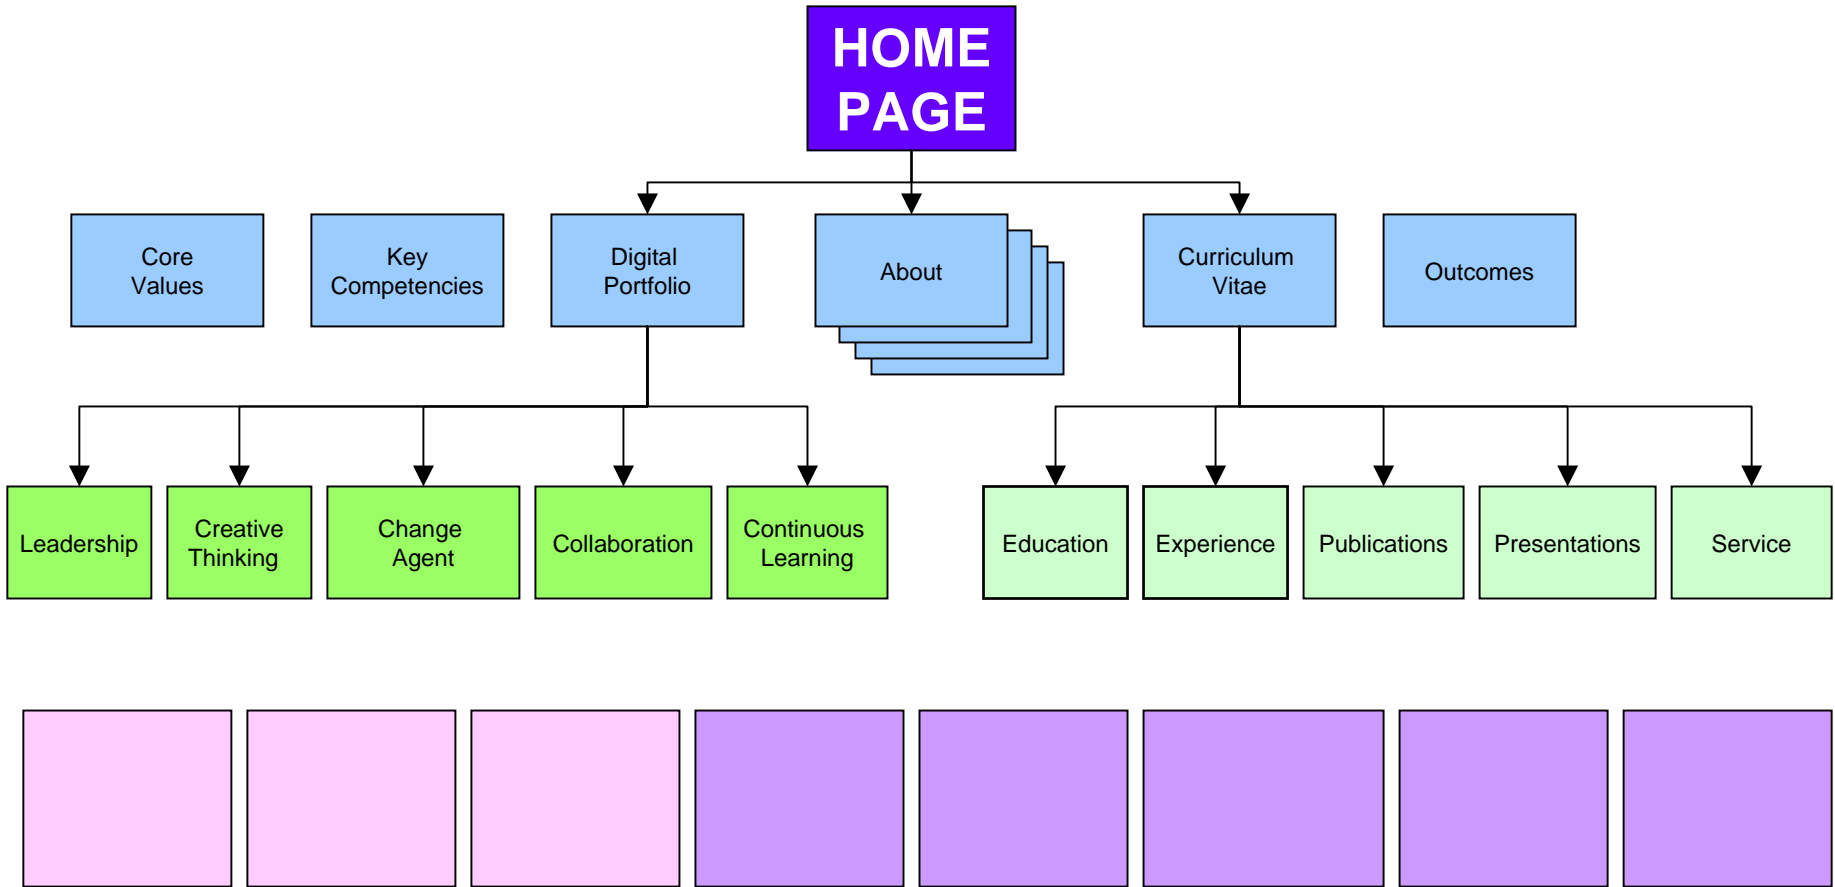 HOME
PAGE
Core
Values
Key
Competencies
Digital
Portfolio
About
Curriculum
Vitae
Outcomes
Leadership
Creative
Thinking
Change
Agent
Collaboration
Continuous
Learning
Education
Experience
Publications
Presentations
Service